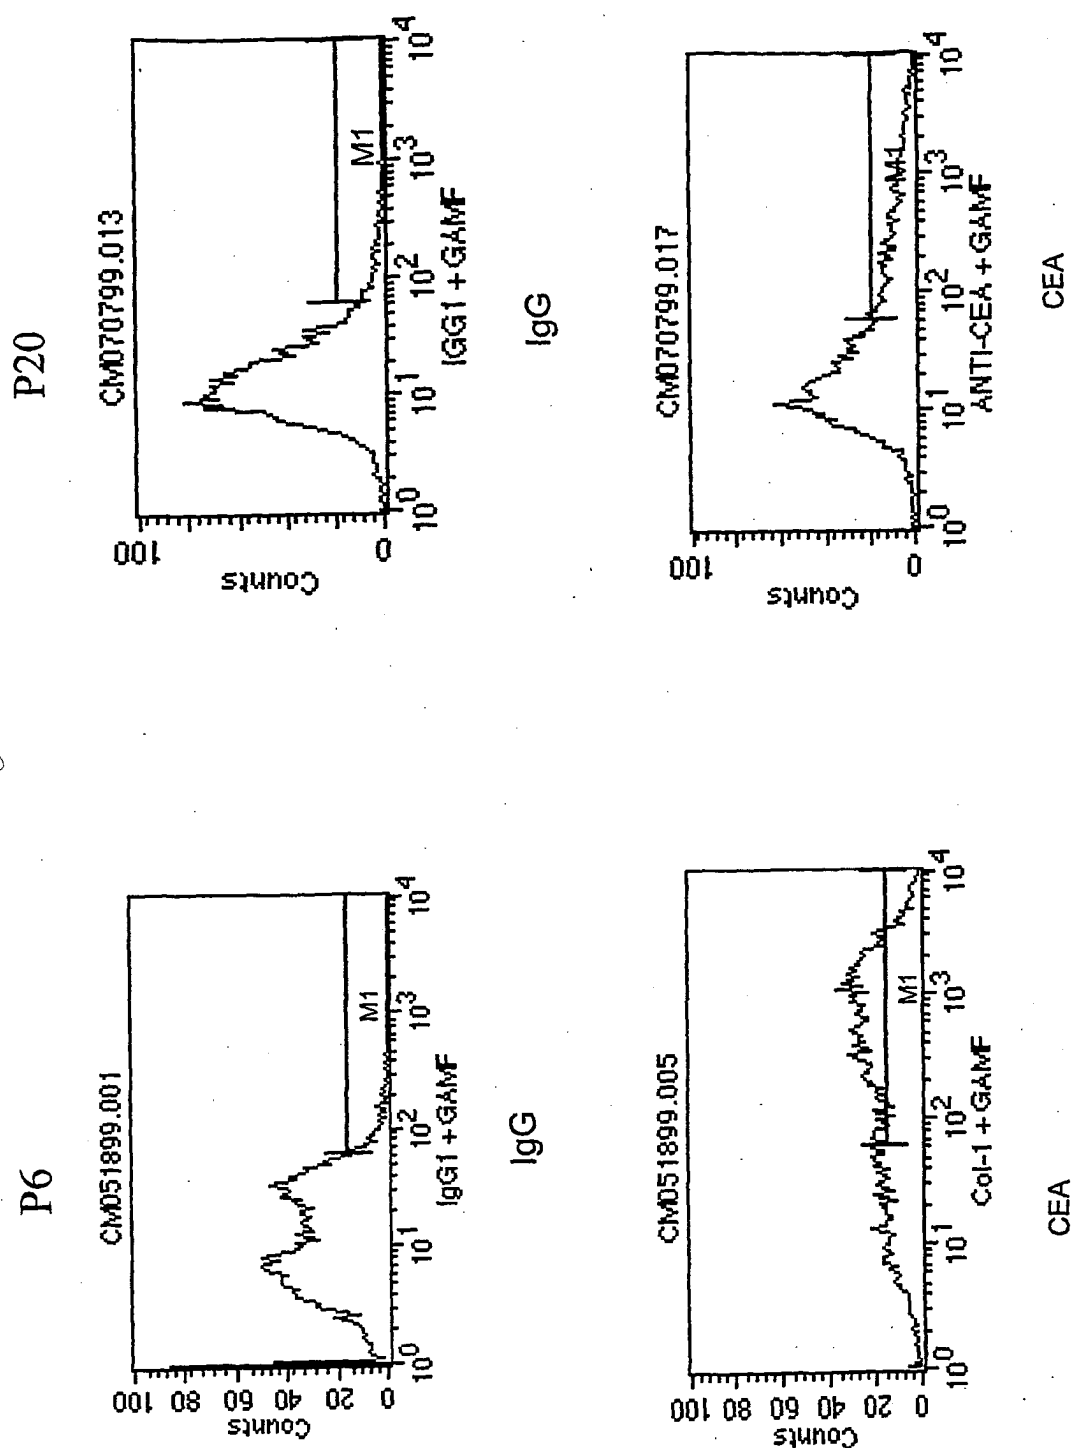 P6
CM051899.001
Counts
100 80 60 40 20 0
M1
10^0 10^1 10^2 10^3 10^4
IgG1 +GAMF
IgG
CM051899.005
Counts
100 80 60 40 20 0
M1
10^0 10^1 10^2 10^3 10^4
Col-1 +GAMF
CEA
P20
CM070799.013
Counts
100 0
M1
10^0 10^1 10^2 10^3 10^4
IGG1 + GAMF
IgG
CM070799.017
Counts
100 0
M1
10^0 10^1 10^2 10^3 10^4
ANTI-CEA + GAMF
CEA